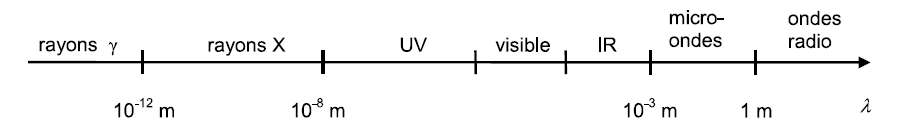 rayons γ rayons X UV visible IR micro-ondes ondes radio
10⁻¹² m 10⁻⁸ m 10⁻³ m 1 m λ